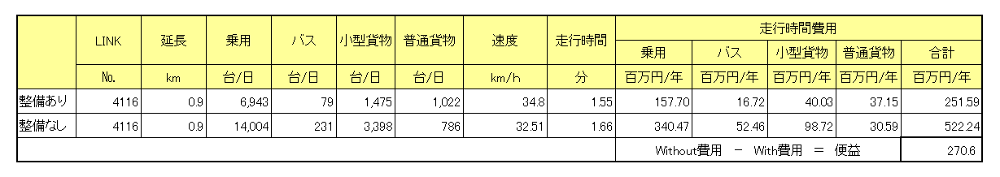 LINK 延長 乗用 バス 小型貨物 普通貨物 速度 走行時間 走行時間費用
乗用 バス 小型貨物 普通貨物 合計
No. km 台/日 台/日 台/日 台/日 km/h 分 百万円/年 百万円/年 百万円/年 百万円/年 百万円/年
整備あり 4116 0.9 6,943 79 1,475 1,022 34.8 1.55 157.70 16.72 40.03 37.15 251.59
整備なし 4116 0.9 14,004 231 3,398 786 32.51 1.66 340.47 52.46 98.72 30.59 522.24
Without費用 － With費用 ＝ 便益 270.6